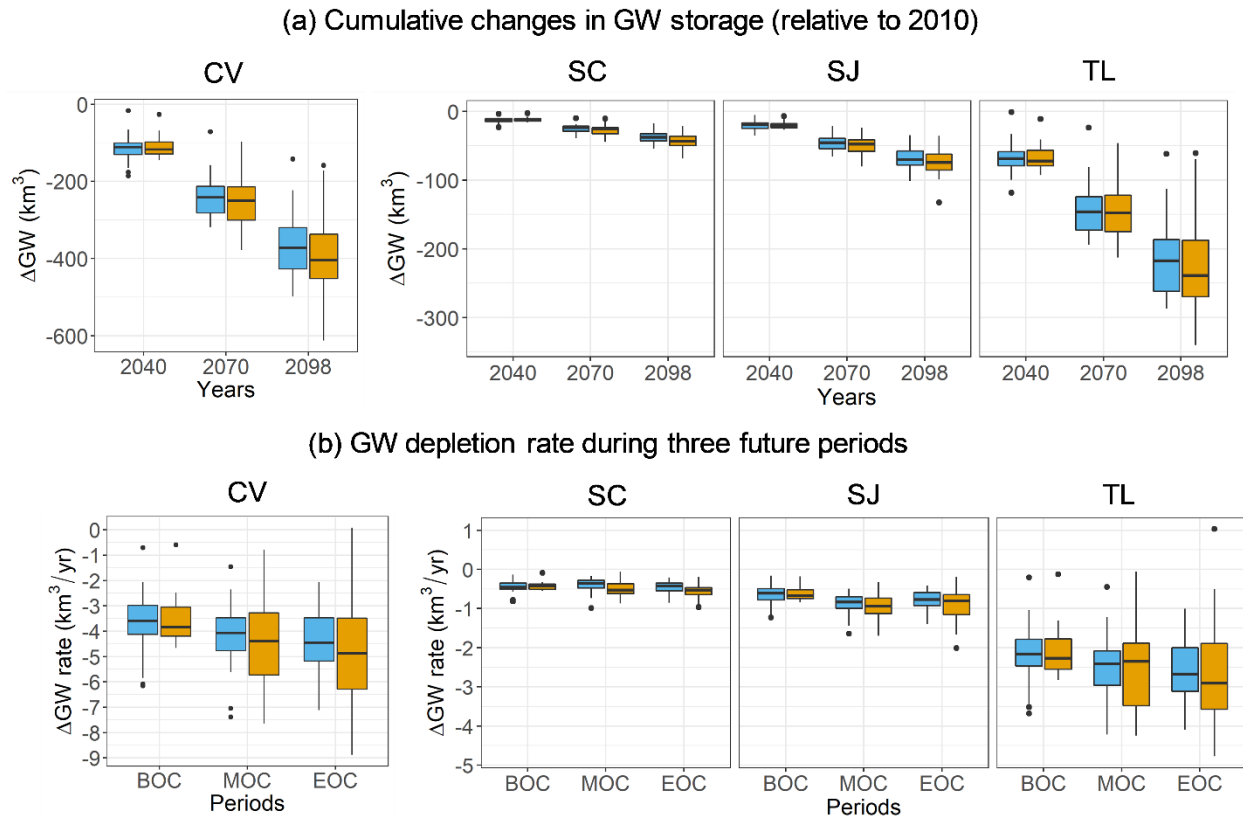 (a) Cumulative changes in GW storage (relative to 2010)
CV
SC
SJ
TL
ΔGW (km³)
0
-200
-400
-600
2040
2070
2098
Years
ΔGW (km³)
0
-100
-200
-300
2040
2070
2098
2040
2070
2098
2040
2070
2098
Years
(b) GW depletion rate during three future periods
CV
SC
SJ
TL
ΔGW rate (km³/yr)
0
-1
-2
-3
-4
-5
-6
-7
-8
-9
BOC
MOC
EOC
Periods
ΔGW rate (km³/yr)
1
0
-1
-2
-3
-4
-5
BOC
MOC
EOC
BOC
MOC
EOC
BOC
MOC
EOC
Periods